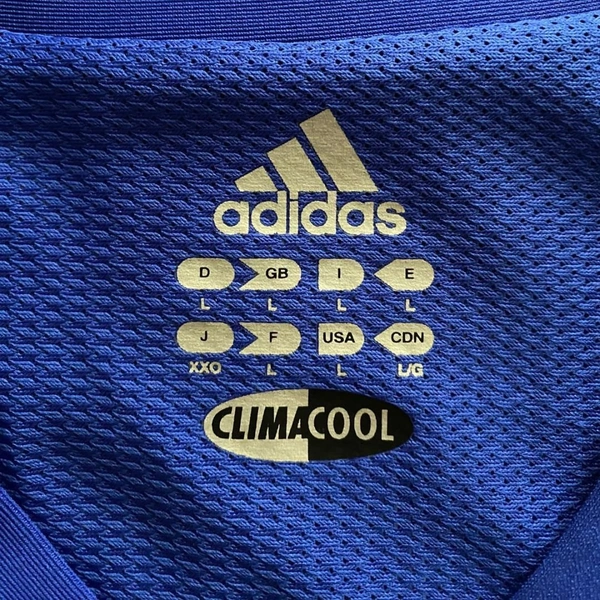 adidas
D GB I E
L L L L
J F USA CDN
XXO L L L/G
CLIMACOOL